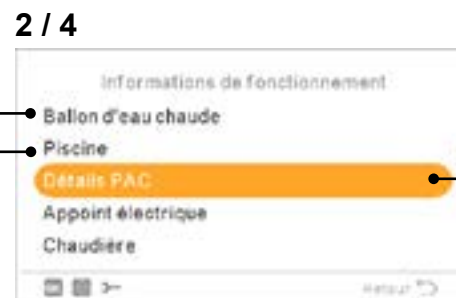 2 / 4
Informations de fonctionnement
Ballon d'eau chaude
Piscine
Détails PAC
Appoint électrique
Chaudière
Retour